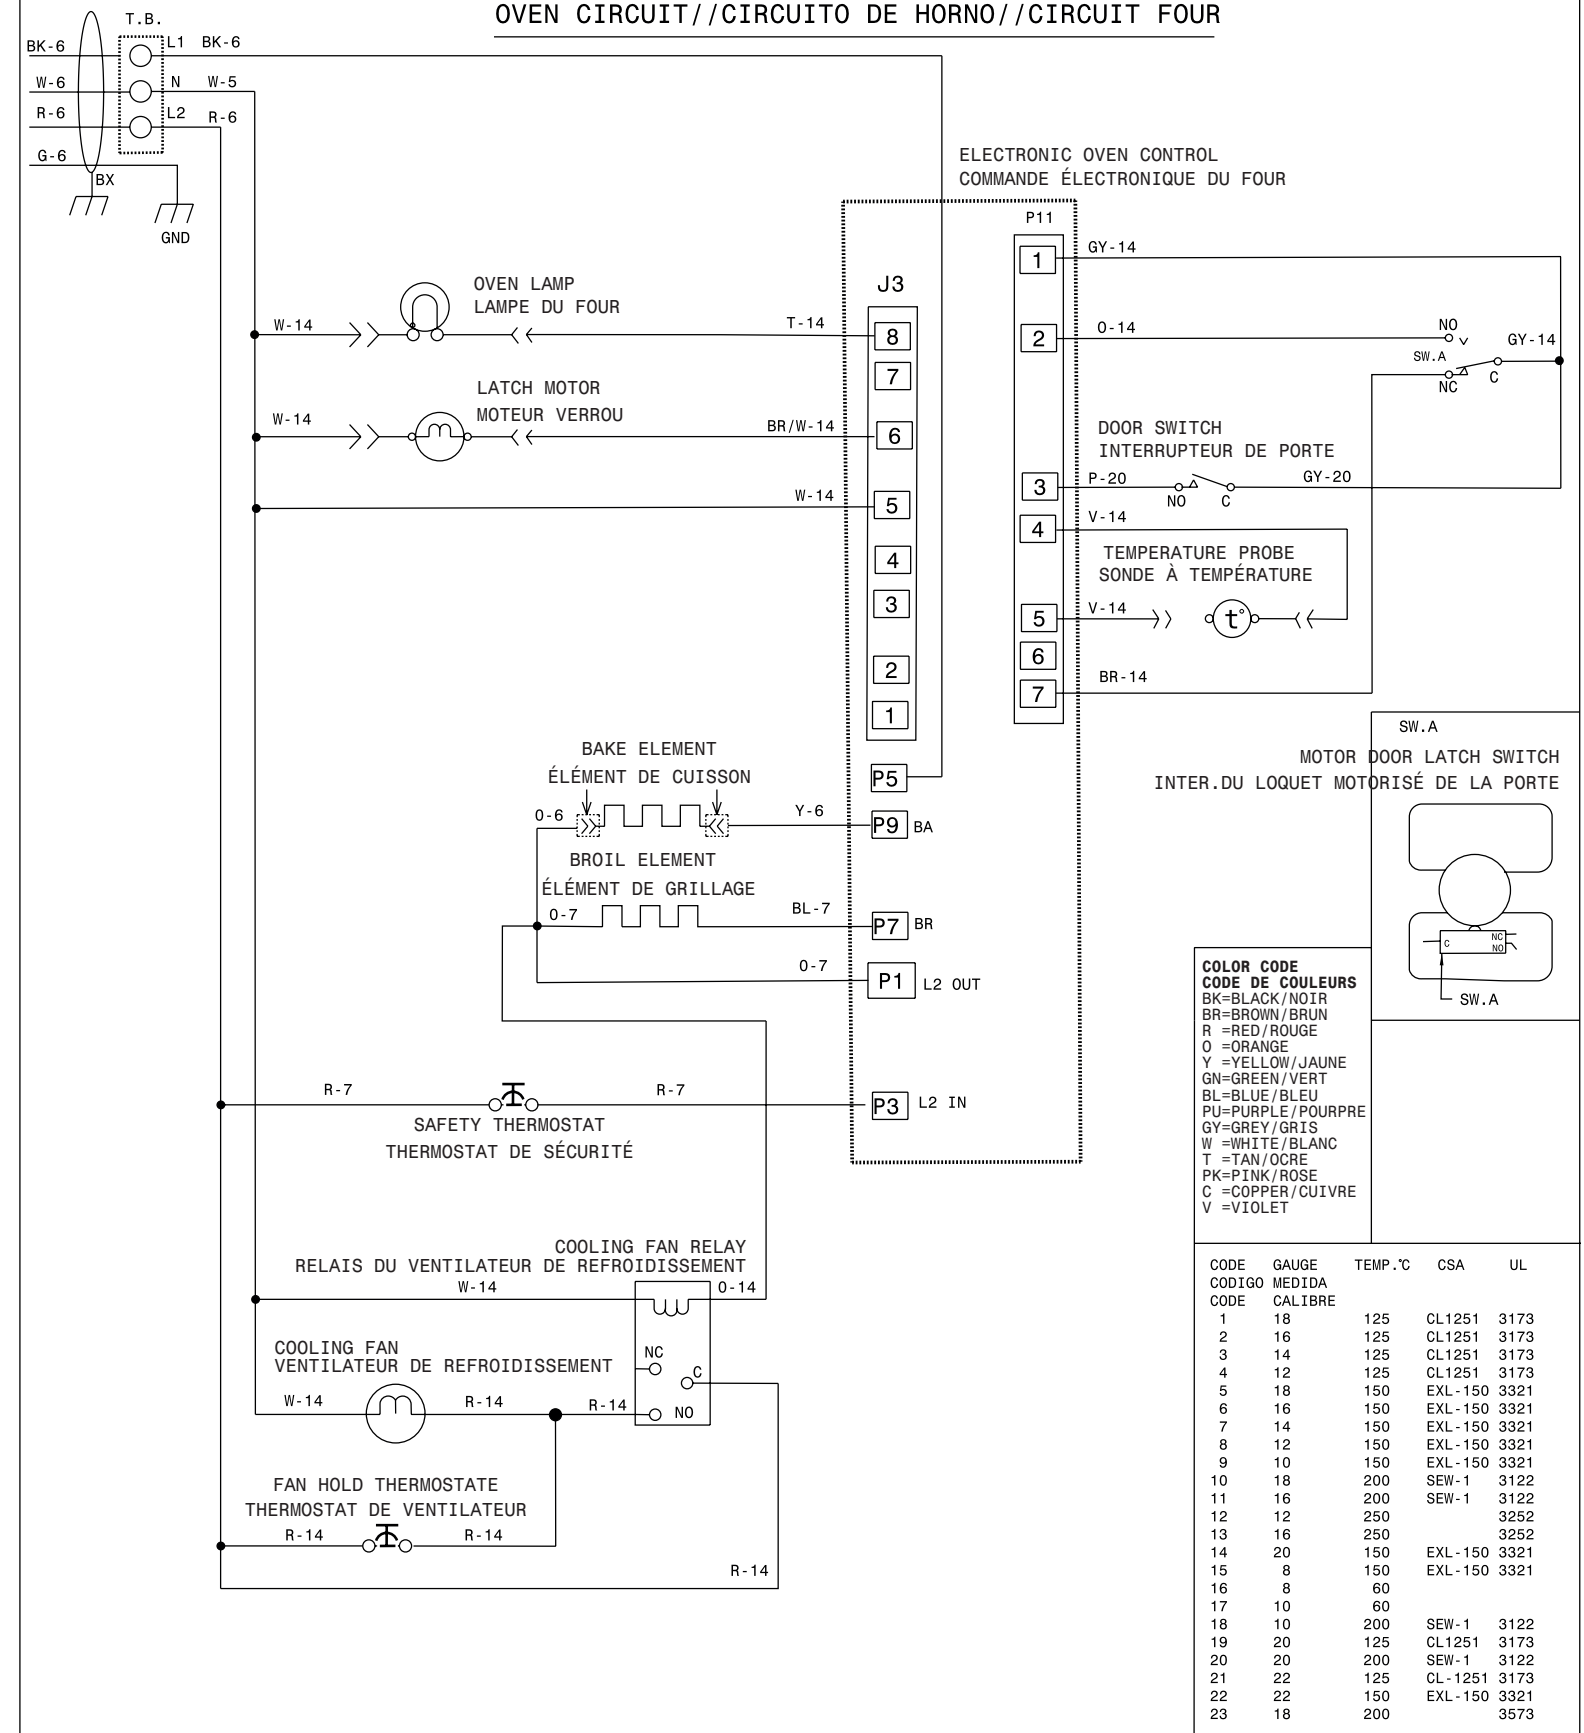 OVEN CIRCUIT//CIRCUITO DE HORNO//CIRCUIT FOUR
T.B.
BK-6
L1 BK-6
W-6
N W-5
R-6
L2
R-6
G-6
BX
GND
ELECTRONIC OVEN CONTROL
COMMANDE ÉLECTRONIQUE DU FOUR
P11
1
GY-14
J3
OVEN LAMP
LAMPE DU FOUR
W-14
T-14
8
2
O-14
NO
SW.A
GY-14
NC
C
7
LATCH MOTOR
MOTEUR VERROU
W-14
BR/W-14
6
DOOR SWITCH
INTERRUPTEUR DE PORTE
3
P-20
NO
C
GY-20
W-14
5
4
V-14
4
TEMPERATURE PROBE
SONDE À TEMPÉRATURE
3
5
V-14
t°
6
2
7
BR-14
1
SW.A
MOTOR DOOR LATCH SWITCH
INTER.DU LOQUET MOTORISÉ DE LA PORTE
C
NC
NO
SW.A
BAKE ELEMENT
ÉLÉMENT DE CUISSON
P5
O-6
Y-6
P9 BA
BROIL ELEMENT
ÉLÉMENT DE GRILLAGE
O-7
BL-7
P7 BR
O-7
P1 L2 OUT
R-7
R-7
P3 L2 IN
SAFETY THERMOSTAT
THERMOSTAT DE SÉCURITÉ
COOLING FAN RELAY
RELAIS DU VENTILATEUR DE REFROIDISSEMENT
W-14
O-14
COOLING FAN
VENTILATEUR DE REFROIDISSEMENT
NC
C
W-14
R-14
R-14
NO
FAN HOLD THERMOSTATE
THERMOSTAT DE VENTILATEUR
R-14
R-14
R-14
COLOR CODE
CODE DE COULEURS
BK=BLACK/NOIR
BR=BROWN/BRUN
R =RED/ROUGE
O =ORANGE
Y =YELLOW/JAUNE
GN=GREEN/VERT
BL=BLUE/BLEU
PU=PURPLE/POURPRE
GY=GREY/GRIS
W =WHITE/BLANC
T =TAN/OCRE
PK=PINK/ROSE
C =COPPER/CUIVRE
V =VIOLET
CODE GAUGE TEMP.°C CSA UL
CODIGO MEDIDA
CODE CALIBRE
1 18 125 CL1251 3173
2 16 125 CL1251 3173
3 14 125 CL1251 3173
4 12 125 CL1251 3173
5 18 150 EXL-150 3321
6 16 150 EXL-150 3321
7 14 150 EXL-150 3321
8 12 150 EXL-150 3321
9 10 150 EXL-150 3321
10 18 200 SEW-1 3122
11 16 200 SEW-1 3122
12 12 250 3252
13 16 250 3252
14 20 150 EXL-150 3321
15 8 150 EXL-150 3321
16 8 60
17 10 60
18 10 200 SEW-1 3122
19 20 125 CL1251 3173
20 20 200 SEW-1 3122
21 22 125 CL-1251 3173
22 22 150 EXL-150 3321
23 18 200 3573